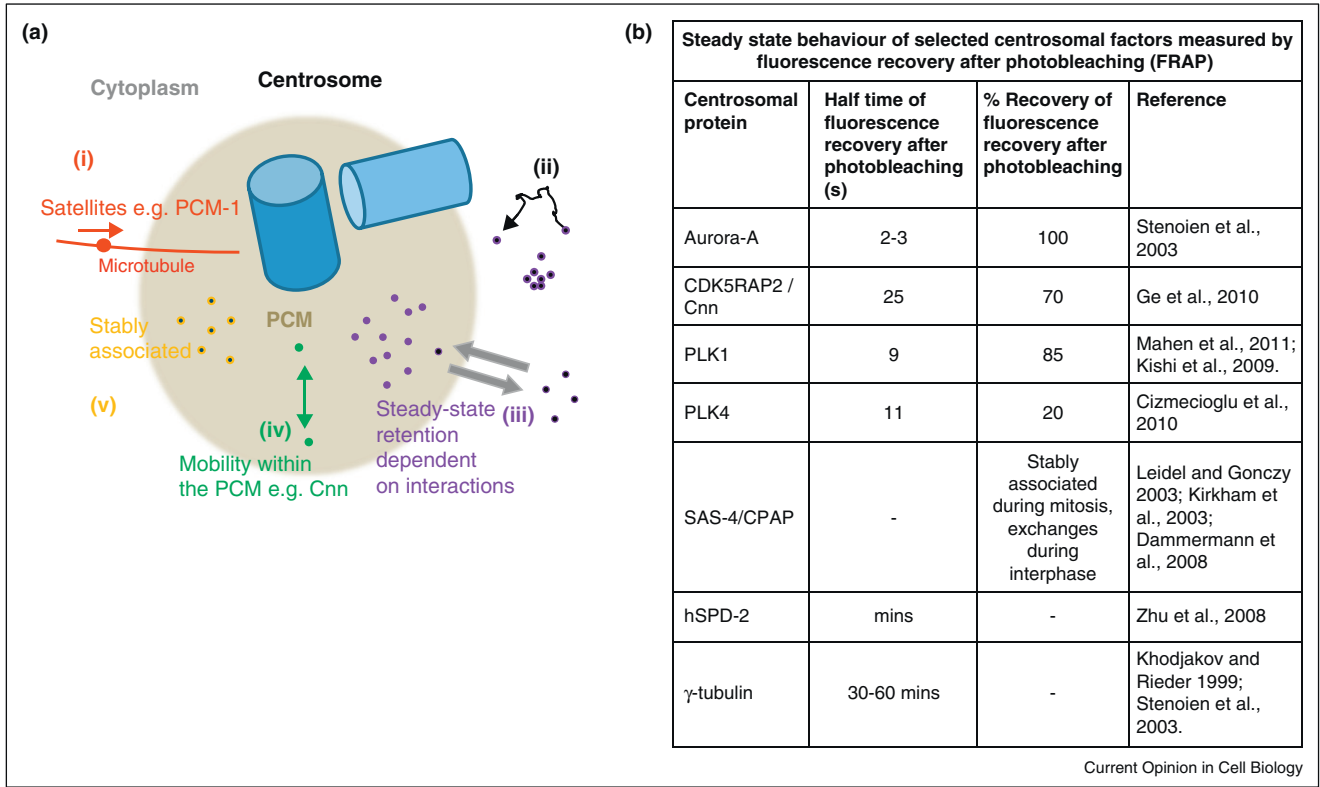 (a)
Cytoplasm
Centrosome
(i)
Satellites e.g. PCM-1
Microtubule
(ii)
Stably
associated
PCM
(v)
(iv)
Mobility within
the PCM e.g. Cnn
Steady-state
(iii)
retention
dependent
on interactions
(b)
Steady state behaviour of selected centrosomal factors measured by
fluorescence recovery after photobleaching (FRAP)
Centrosomal
protein
Half time of
fluorescence
recovery after
photobleaching
(s)
% Recovery of
fluorescence
recovery after
photobleaching
Reference
Aurora-A
2-3
100
Stenoien et al.,
2003
CDK5RAP2 /
Cnn
25
70
Ge et al., 2010
PLK1
9
85
Mahen et al., 2011;
Kishi et al., 2009.
PLK4
11
20
Cizmecioglu et al.,
2010
SAS-4/CPAP
-
Stably
associated
during mitosis,
exchanges
during
interphase
Leidel and Gonczy
2003; Kirkham et
al., 2003;
Dammermann et
al., 2008
hSPD-2
mins
-
Zhu et al., 2008
γ-tubulin
30-60 mins
-
Khodjakov and
Rieder 1999;
Stenoien et al.,
2003.
Current Opinion in Cell Biology